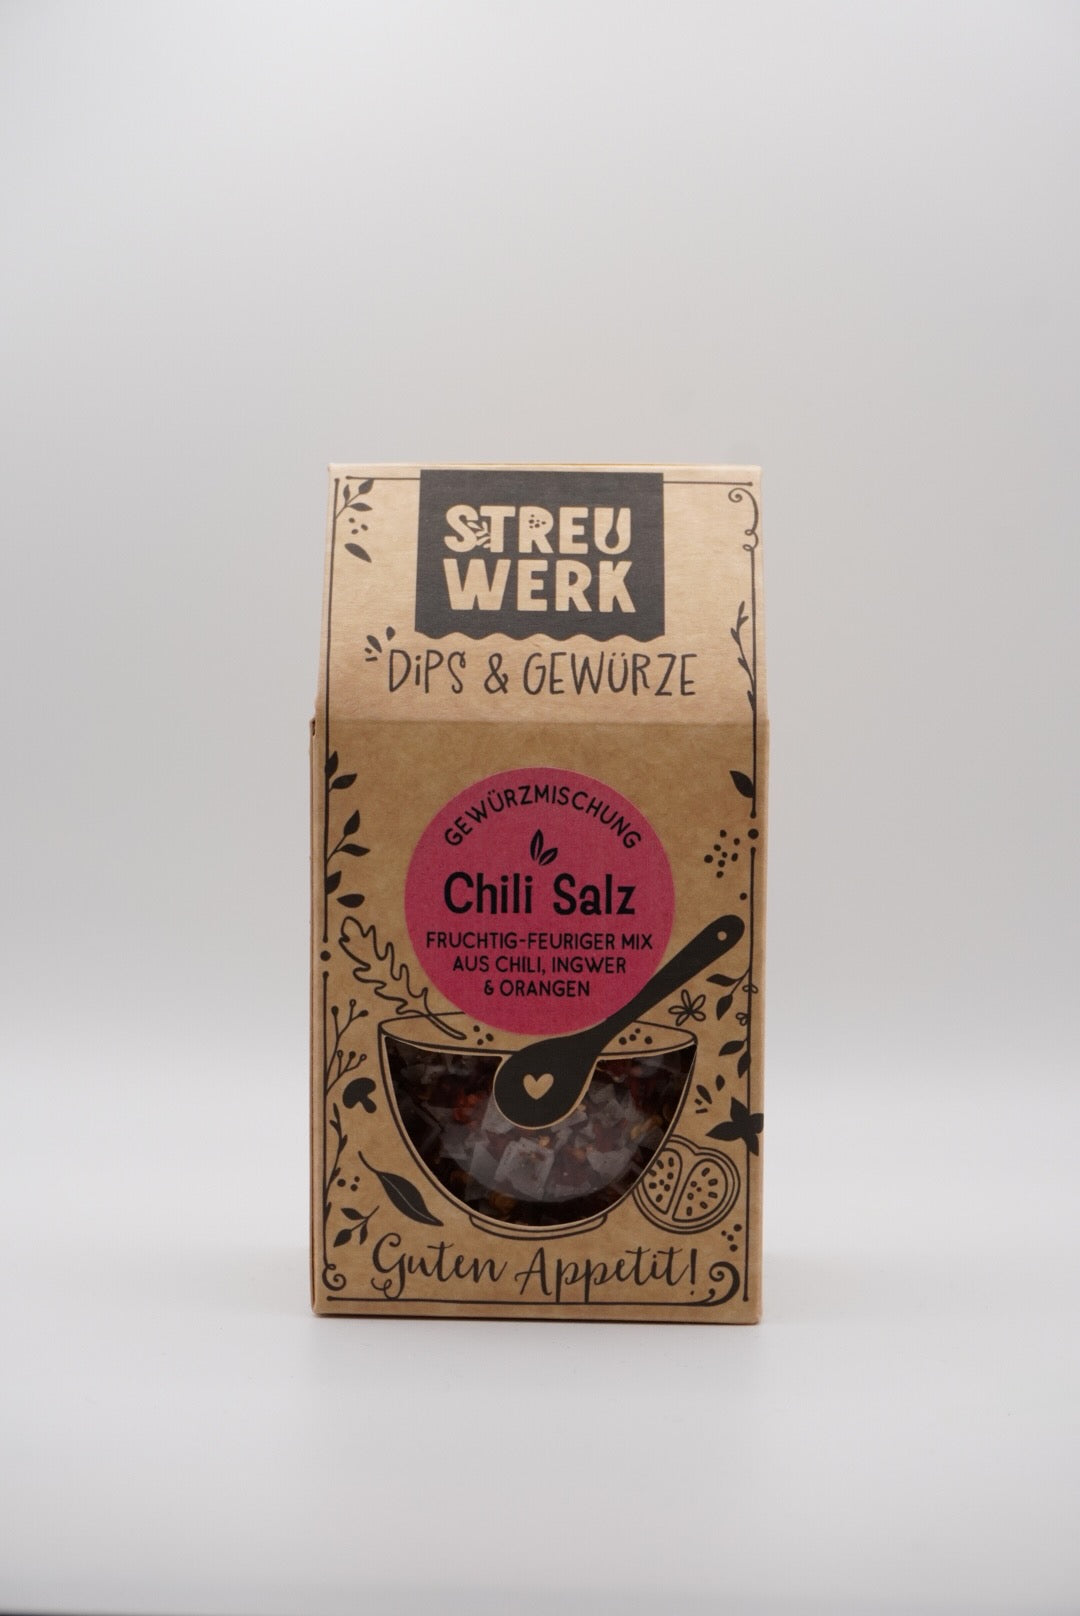 STREU
WERK
DIPS & GEWÜRZE
GEWÜRZMISCHUNG
Chili Salz
FRUCHTIG-FEURIGER MIX
AUS CHILI, INGWER
& ORANGEN
Guten Appetit!